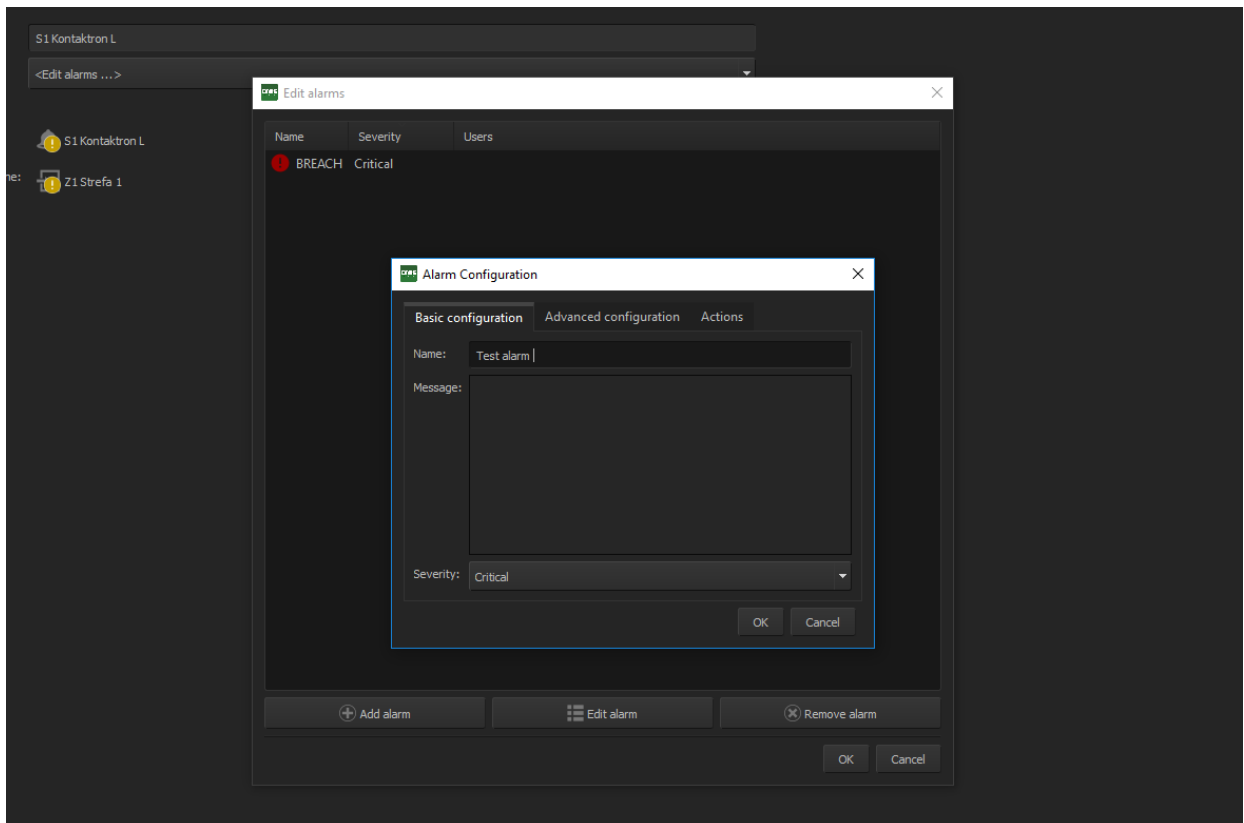 S1 Kontaktron L
<Edit alarms ...>
Edit alarms
Name Severity Users
S1 Kontaktron L
BREACH Critical
ne:
Z1 Strefa 1
Alarm Configuration
Basic configuration Advanced configuration Actions
Name: Test alarm
Message:
Severity: Critical
OK Cancel
Add alarm Edit alarm Remove alarm
OK Cancel